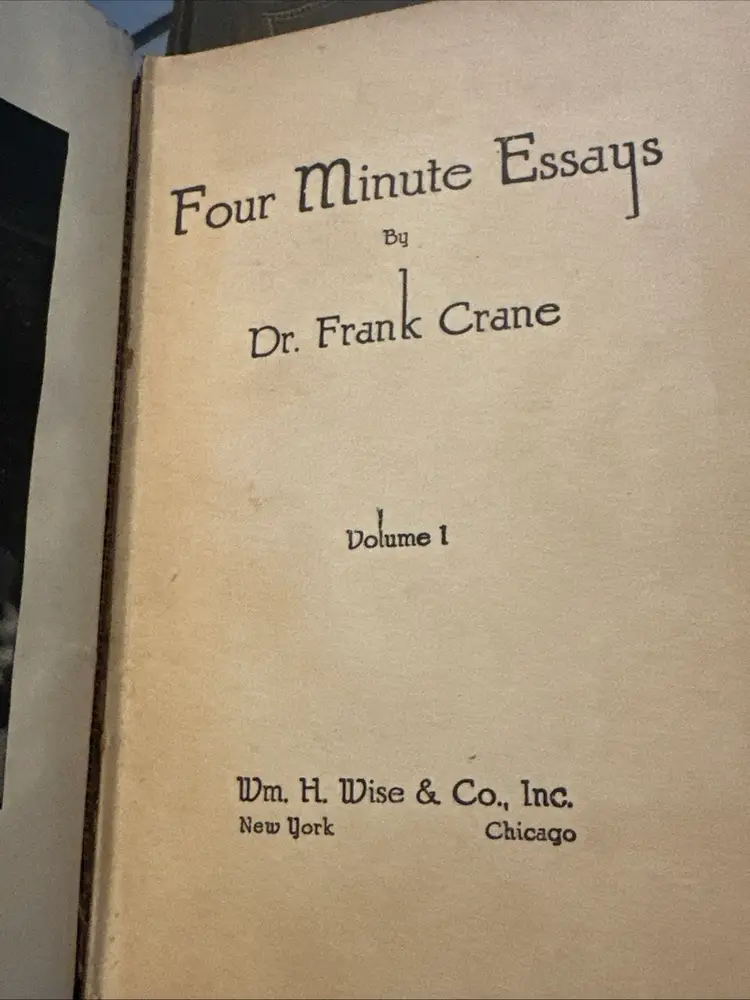 Four Minute Essays
By
Dr. Frank Crane
Volume 1
Wm. H. Wise & Co., Inc.
New York Chicago